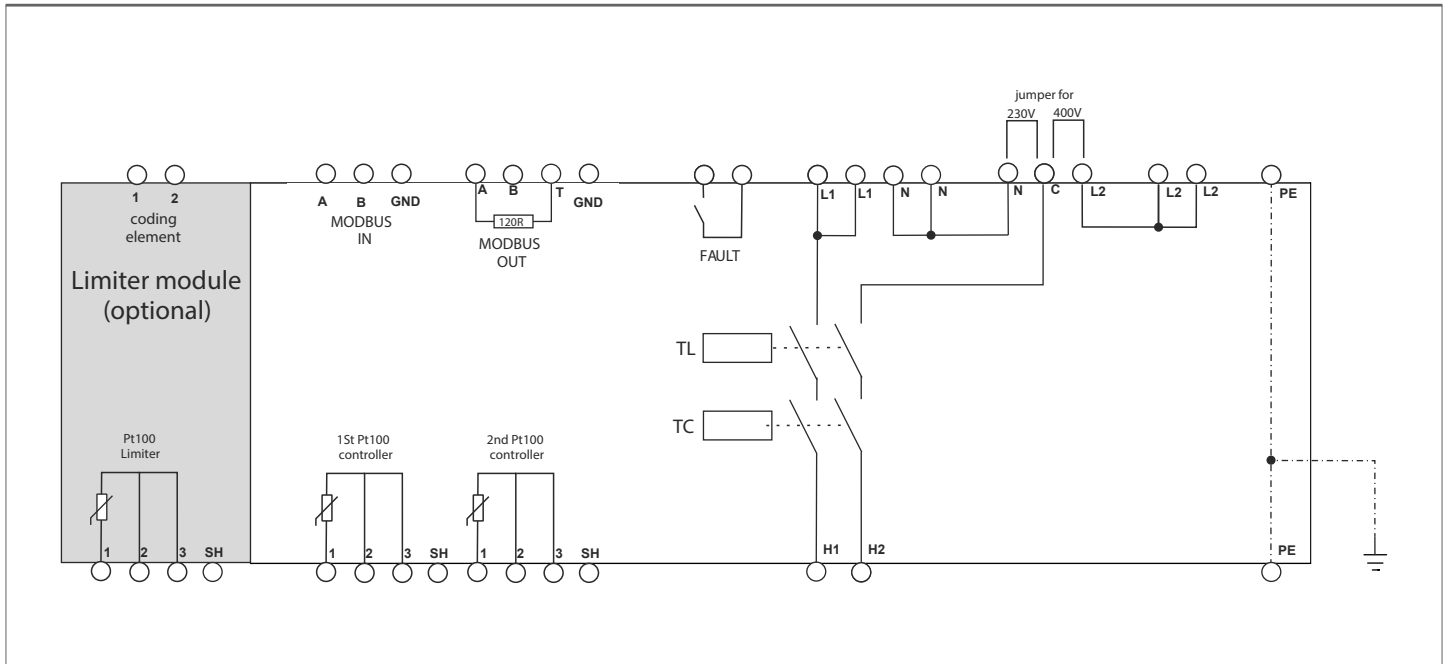 jumper for
230V 400V
1 2
coding
element
Limiter module
(optional)
A B GND
MODBUS
IN
A B T GND
120R
MODBUS
OUT
FAULT
L1 L1 N N N C L2 L2 L2 PE
TL
TC
Pt100
Limiter
1 2 3 SH
1St Pt100
controller
1 2 3 SH
2nd Pt100
controller
1 2 3 SH
H1 H2 PE